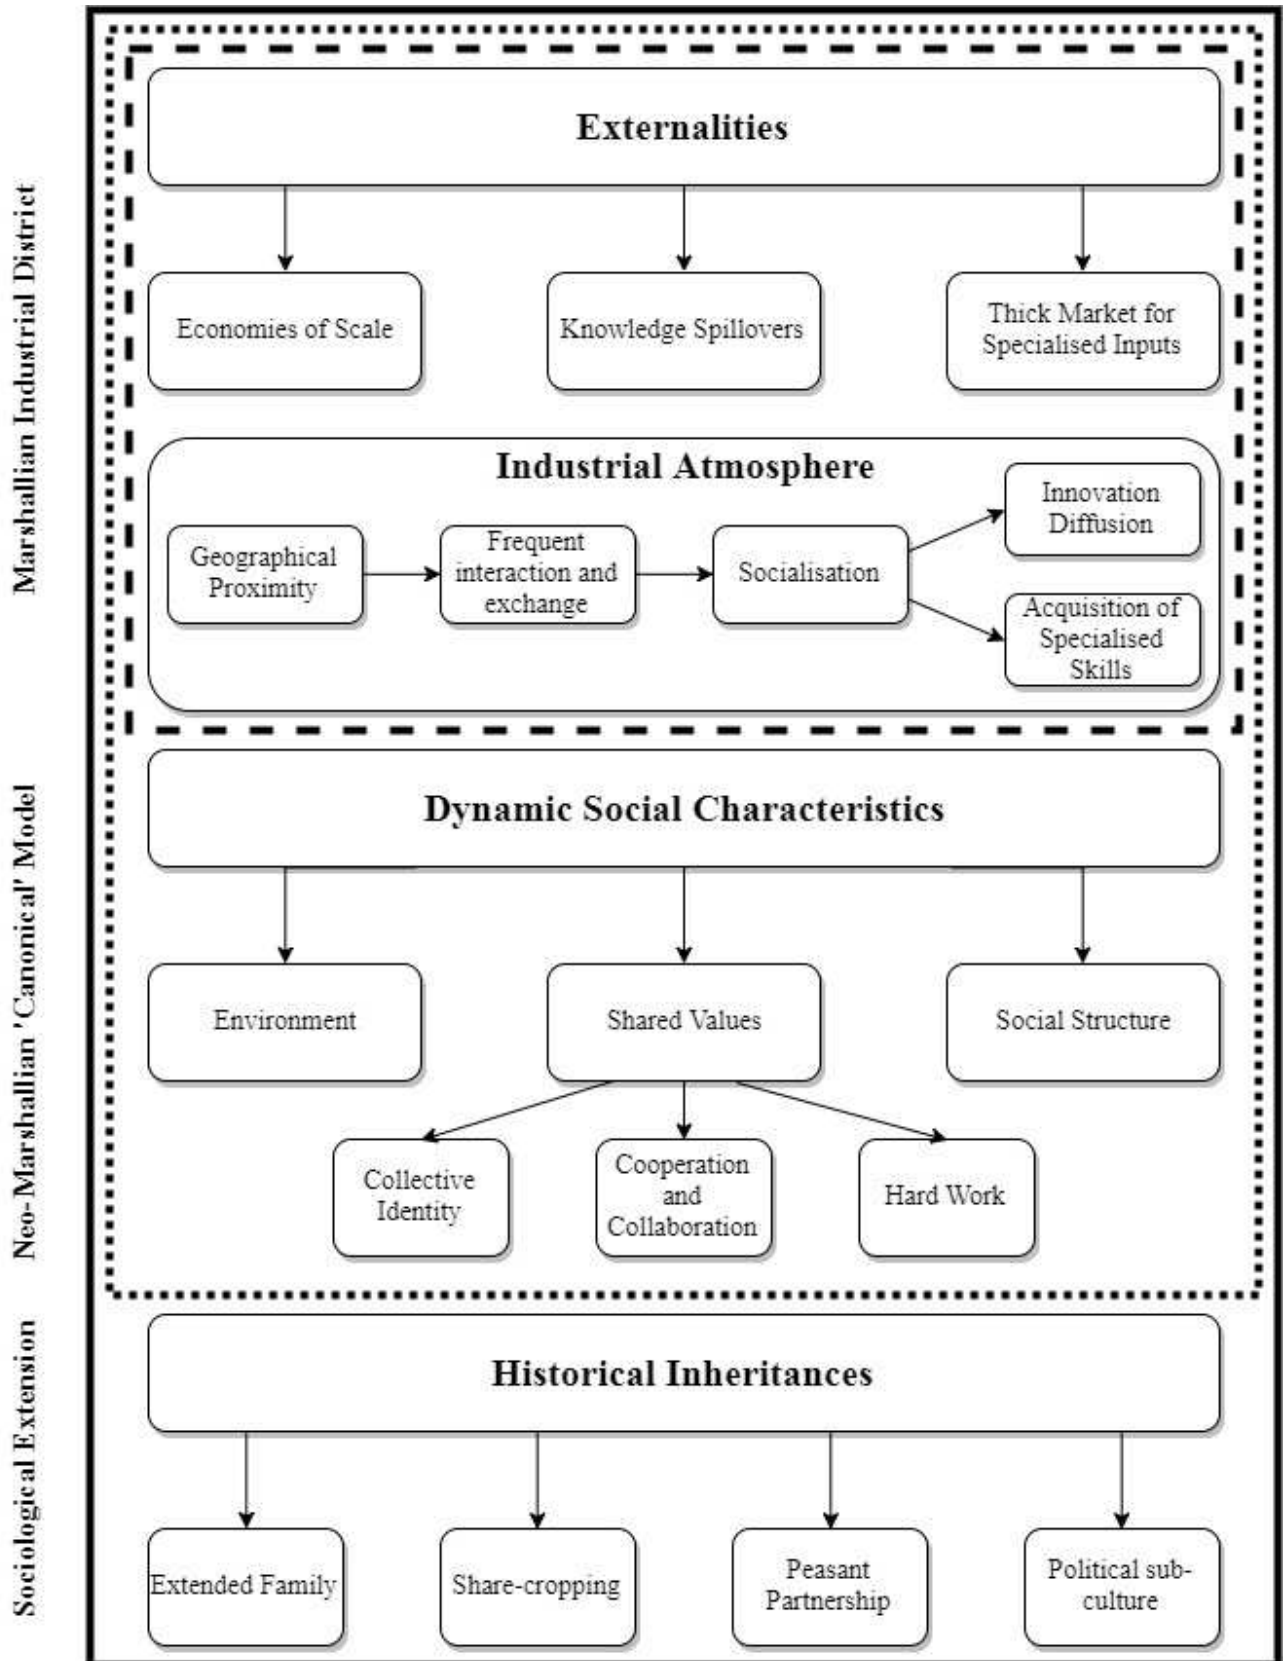 Marshallian Industrial District
Externalities
Economies of Scale
Knowledge Spillovers
Thick Market for
Specialised Inputs
Industrial Atmosphere
Geographical
Proximity
Frequent
interaction and
exchange
Socialisation
Innovation
Diffusion
Acquisition of
Specialised
Skills
Neo-Marshallian 'Canonical' Model
Dynamic Social Characteristics
Environment
Shared Values
Social Structure
Collective
Identity
Cooperation
and
Collaboration
Hard Work
Sociological Extension
Historical Inheritances
Extended Family
Share-cropping
Peasant
Partnership
Political sub-
culture